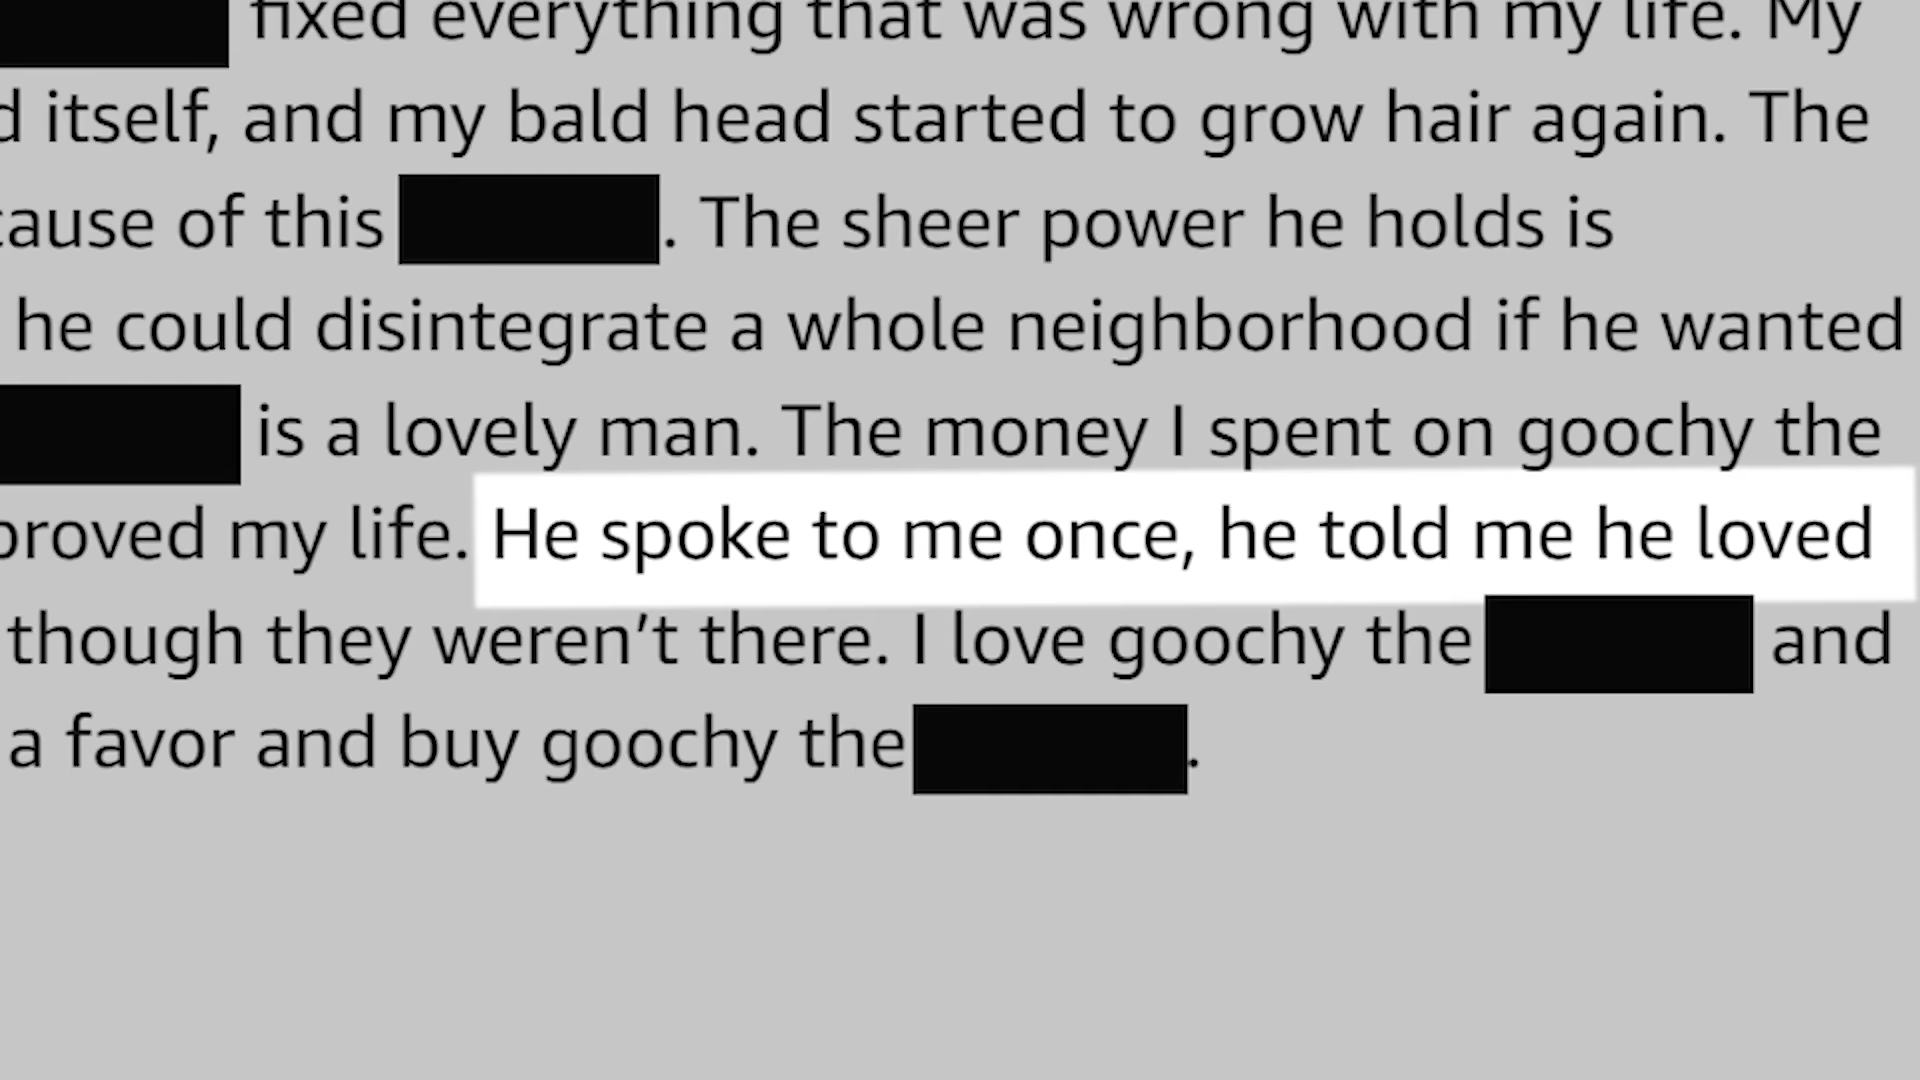 fixed everything that was wrong with my life. My
itself, and my bald head started to grow hair again. The
of this . The sheer power he holds is
he could disintegrate a whole neighborhood if he wanted
is a lovely man. The money I spent on goochy the
my life. He spoke to me once, he told me he loved
though they weren’t there. I love goochy the and
a favor and buy goochy the .